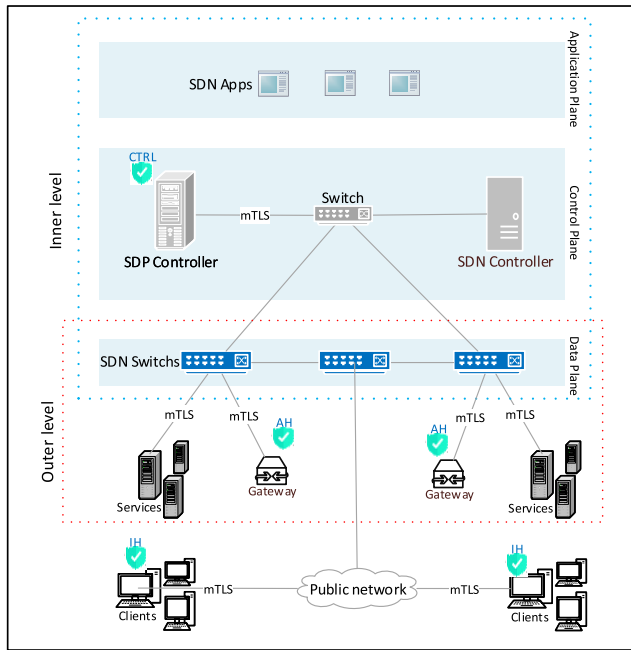 Application Plane
SDN Apps
Inner level
CTRL
Switch
mTLS
Control Plane
SDP Controller
SDN Controller
Data Plane
SDN Switchs
Outer level
mTLS
mTLS
mTLS
mTLS
AH
AH
Services
Gateway
Gateway
Services
IH
IH
mTLS
Public network
mTLS
Clients
Clients